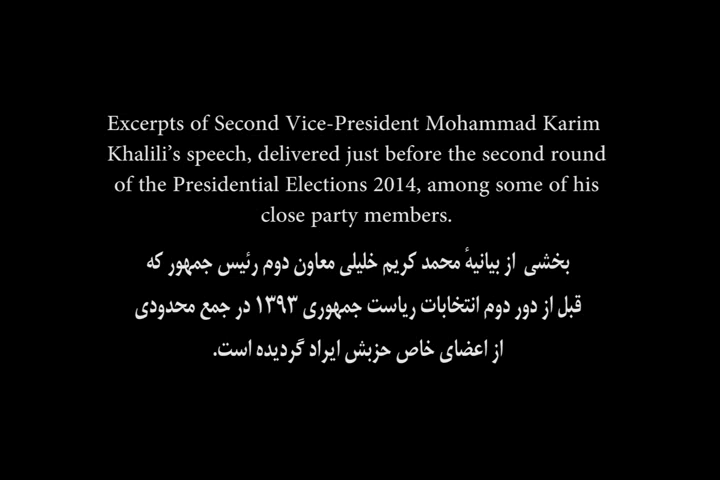 Excerpts of Second Vice-President Mohammad Karim
Khalili’s speech, delivered just before the second round
of the Presidential Elections 2014, among some of his
close party members.
بخشی از بیانیهٔ محمد کریم خلیلی معاون دوم رئیس جمهور که
قبل از دور دوم انتخابات ریاست جمهوری ۱۳۹۳ در جمع محدودی
از اعضای خاص حزبش ایراد گردیده است.